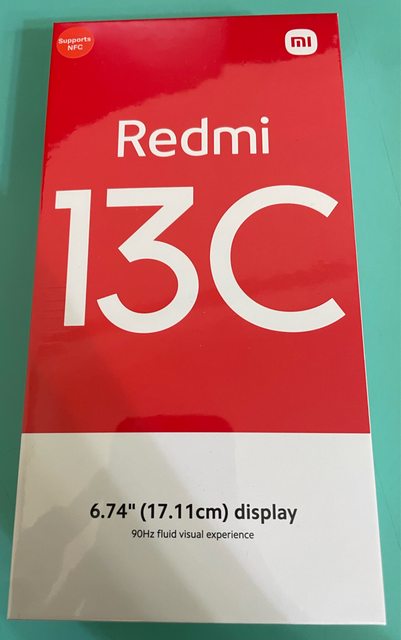 Supports
NFC
mi
Redmi
13C
6.74" (17.11cm) display
90Hz fluid visual experience